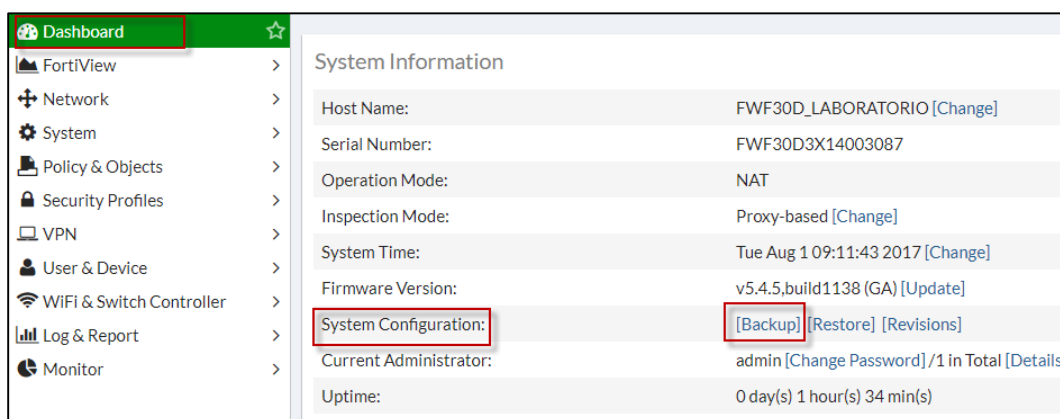 Dashboard
FortiView
Network
System
Policy & Objects
Security Profiles
VPN
User & Device
WiFi & Switch Controller
Log & Report
Monitor
System Information
Host Name: FWF30D_LABORATORIO [Change]
Serial Number: FWF30D3X14003087
Operation Mode: NAT
Inspection Mode: Proxy-based [Change]
System Time: Tue Aug 1 09:11:43 2017 [Change]
Firmware Version: v5.4.5,build1138 (GA) [Update]
System Configuration: [Backup] [Restore] [Revisions]
Current Administrator: admin [Change Password] /1 in Total [Details
Uptime: 0 day(s) 1 hour(s) 34 min(s)